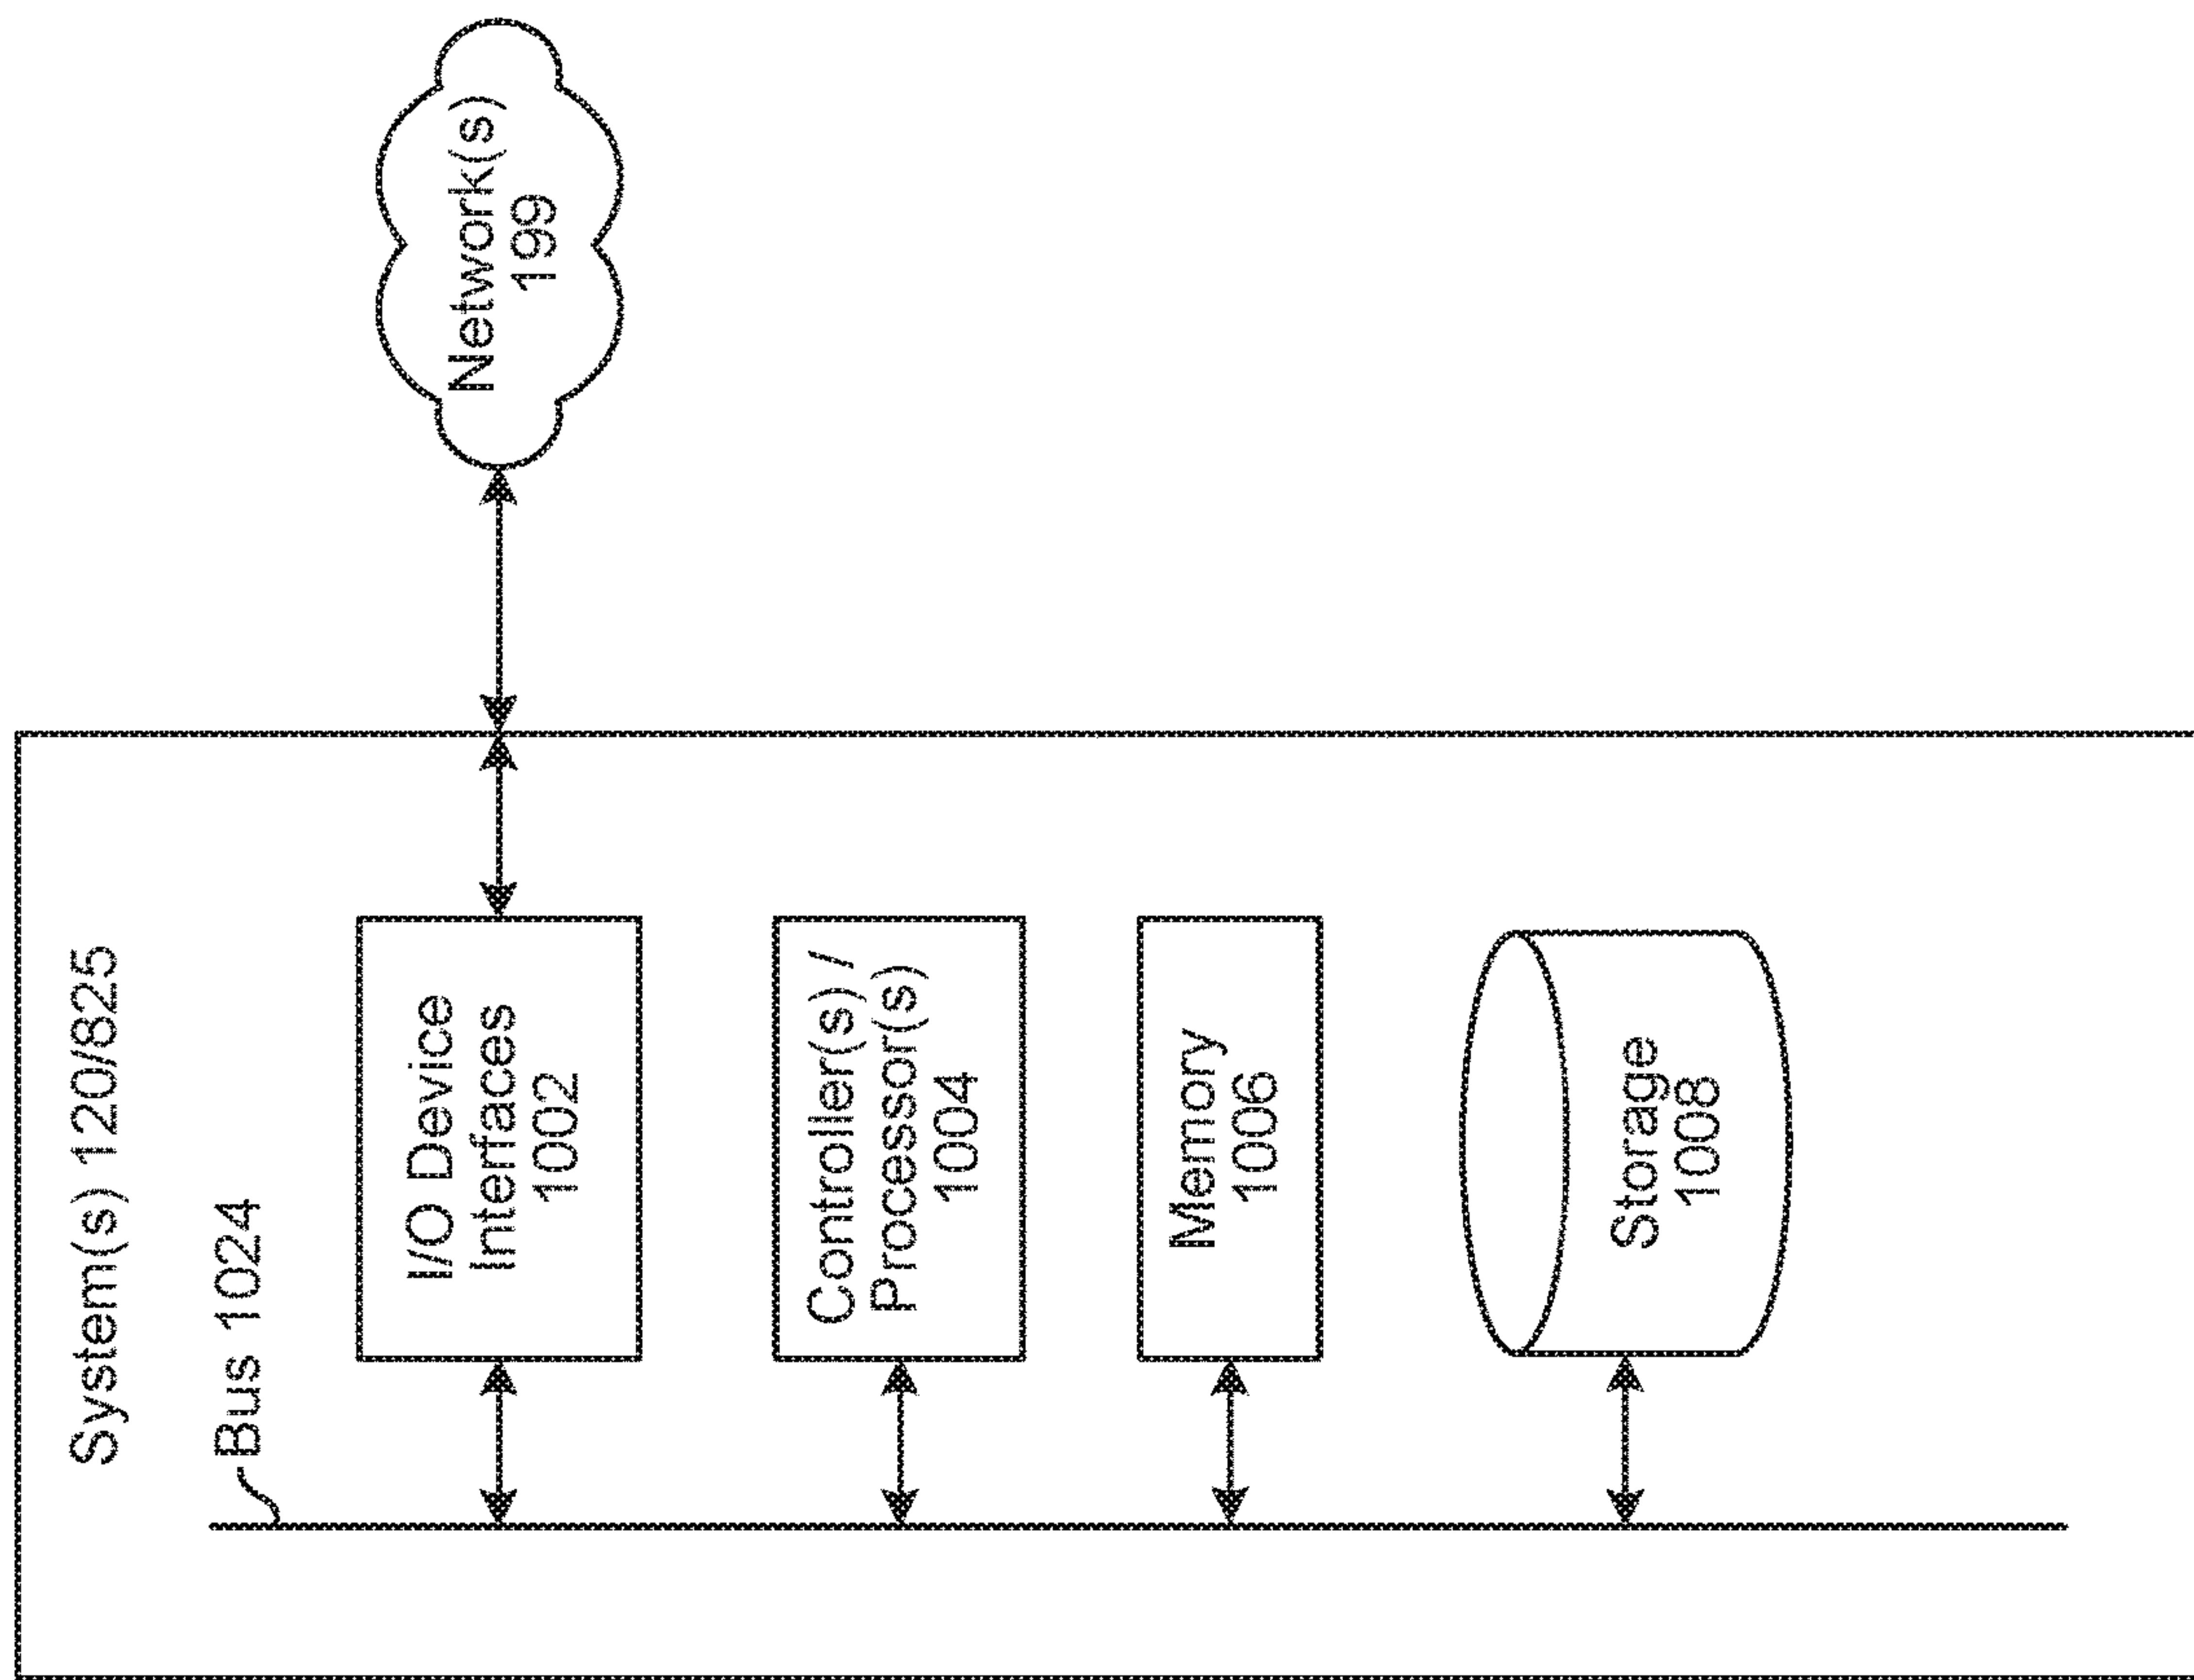 System(s) 120/825
Bus 1024
I/O Device
Interfaces
1002
Controller(s) /
Processor(s)
1004
Memory
1006
Storage
1008
Network(s)
199